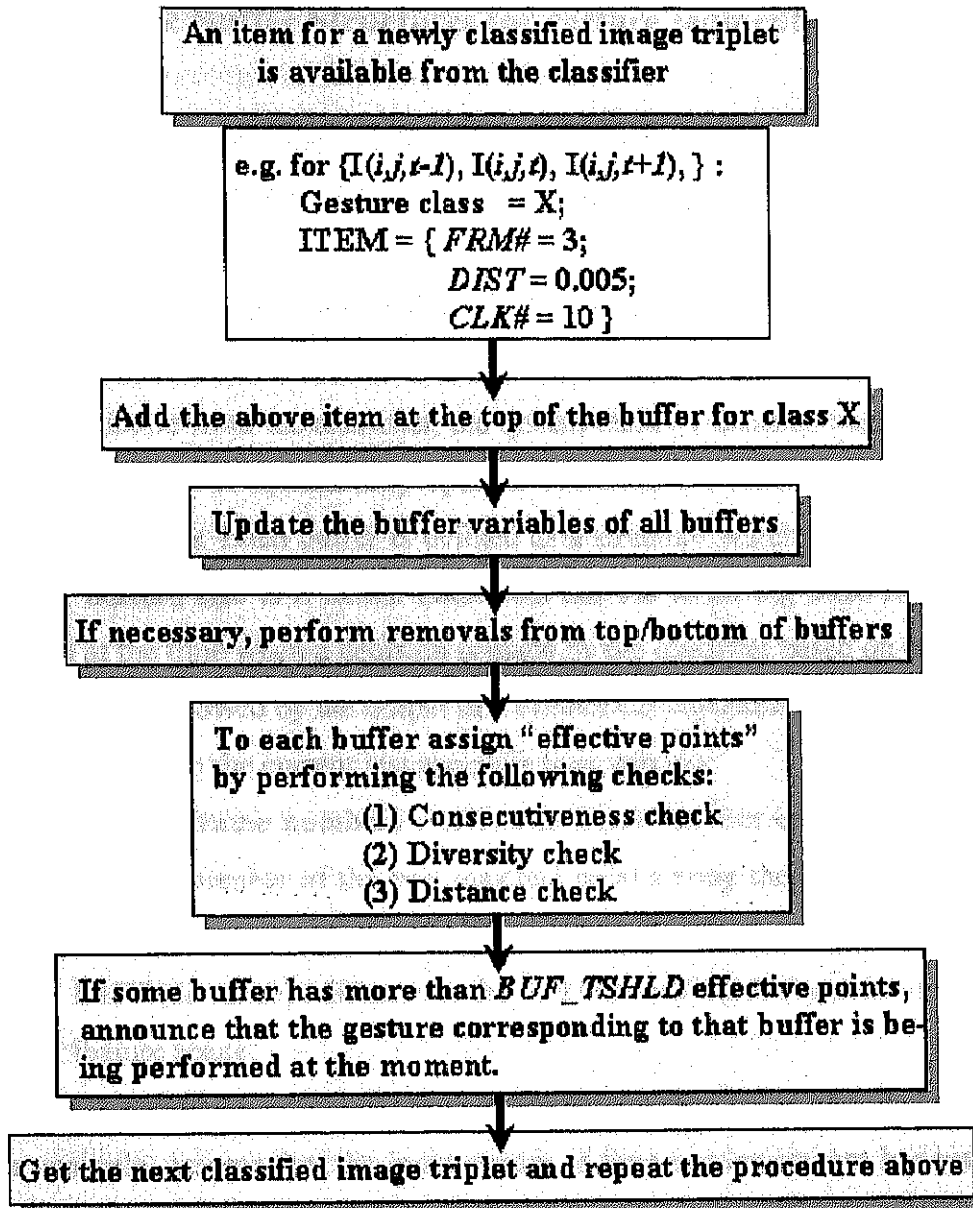 An item for a newly classified image triplet
is available from the classifier
e.g. for {I(i,j,t-1), I(i,j,t), I(i,j,t+1), } :
Gesture class = X;
ITEM = { FRM# = 3;
DIST = 0.005;
CLK# = 10 }
Add the above item at the top of the buffer for class X
Update the buffer variables of all buffers
If necessary, perform removals from top/bottom of buffers
To each buffer assign “effective points”
by performing the following checks:
(1) Consecutiveness check
(2) Diversity check
(3) Distance check
If some buffer has more than BUF_TSHLD effective points,
announce that the gesture corresponding to that buffer is be-
ing performed at the moment.
Get the next classified image triplet and repeat the procedure above